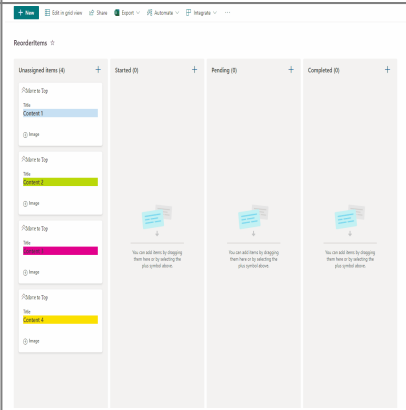 + New Edit in grid view Share Export Automate Integrate ...
ReorderItems
Unassigned items (4) +
Move to Top
Title
Content 1
Image
Move to Top
Title
Content 2
Image
Move to Top
Title
Content 3
Image
Move to Top
Title
Content 4
Image
Started (0) +
You can add items by dragging
them here or by selecting the
plus symbol above.
Pending (0) +
You can add items by dragging
them here or by selecting the
plus symbol above.
Completed (0) +
You can add items by dragging
them here or by selecting the
plus symbol above.